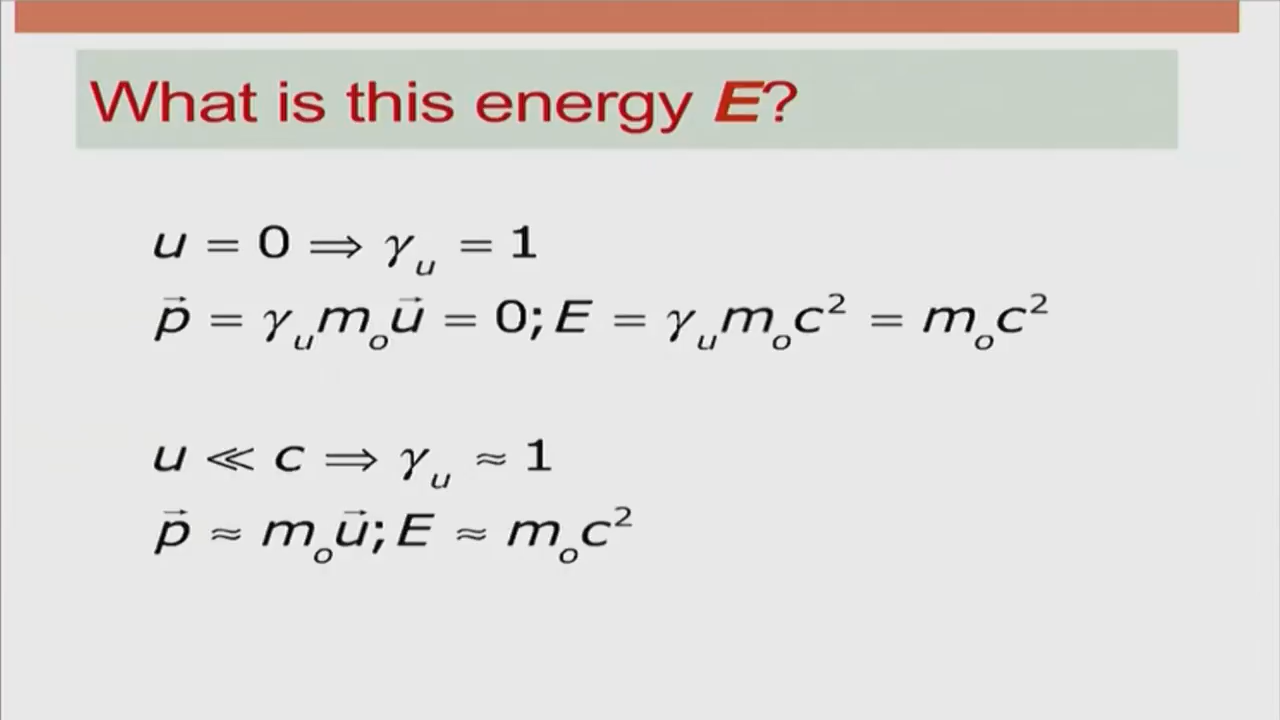 What is this energy E?
u = 0 ⟹ γ_u = 1
p⃗ = γ_u m_o u⃗ = 0; E = γ_u m_o c² = m_o c²
u ≪ c ⟹ γ_u ≈ 1
p⃗ ≈ m_o u⃗; E ≈ m_o c²